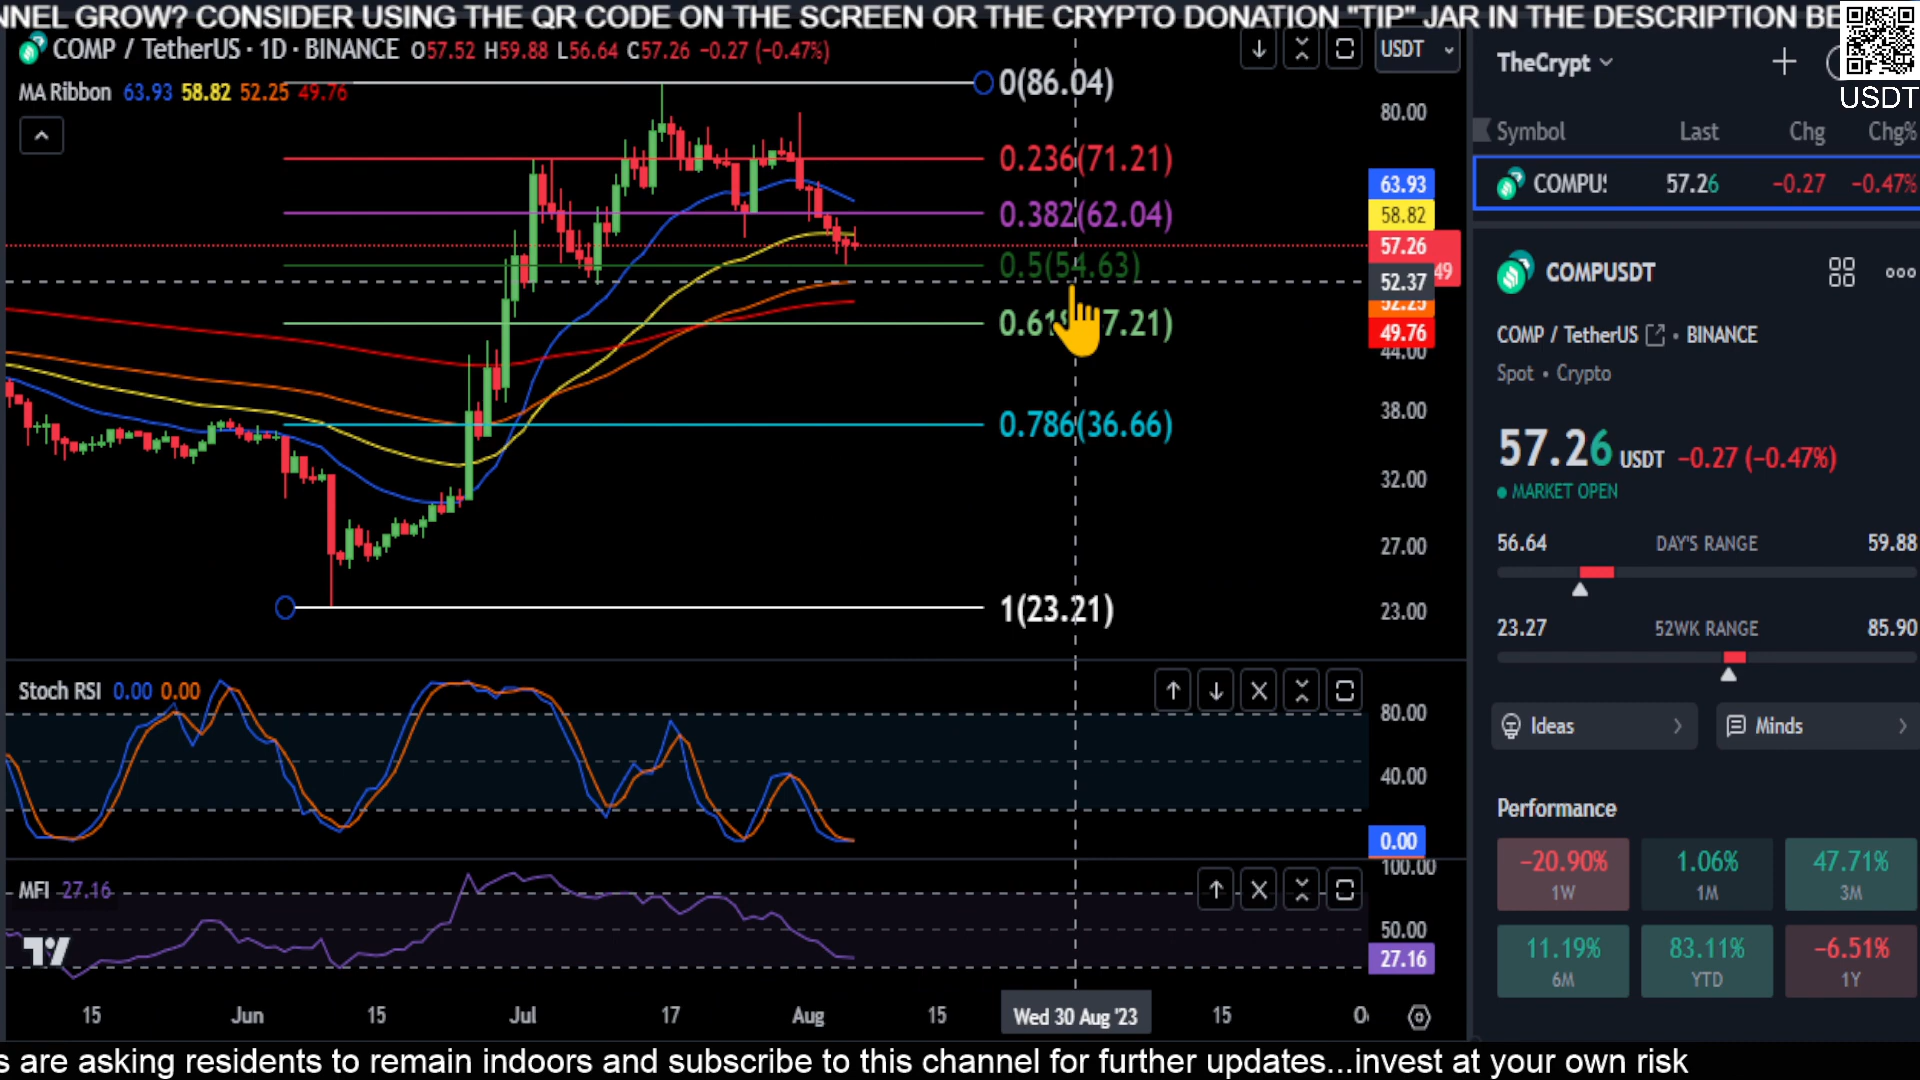 NNEL GROW? CONSIDER USING THE QR CODE ON THE SCREEN OR THE CRYPTO DONATION "TIP" JAR IN THE DESCRIPTION BE
COMP / TetherUS · 1D · BINANCE O57.52 H59.88 L56.64 C57.26 −0.27 (−0.47%)
USDT
TheCrypt
USDT
MA Ribbon 63.93 58.82 52.25 49.76
0(86.04)
0.236(71.21)
0.382(62.04)
0.5(54.63)
7.21)
0.786(36.66)
1(23.21)
80.00
63.93
58.82
57.26
49
52.37
52.25
49.76
44.00
38.00
32.00
27.00
23.00
Symbol Last Chg Chg%
COMPU 57.26 −0.27 −0.47%
COMPUSDT
COMP / TetherUS • BINANCE
Spot • Crypto
57.26 USDT −0.27 (−0.47%)
MARKET OPEN
56.64 DAY'S RANGE 59.88
23.27 52WK RANGE 85.90
Ideas Minds
Performance
−20.90% 1.06% 47.71%
1W 1M 3M
11.19% 83.11% −6.51%
6M YTD 1Y
Stoch RSI 0.00 0.00
80.00
40.00
0.00
MFI 27.16
100.00
50.00
27.16
15 Jun 15 Jul 17 Aug 15 Wed 30 Aug '23 15
s are asking residents to remain indoors and subscribe to this channel for further updates...invest at your own risk